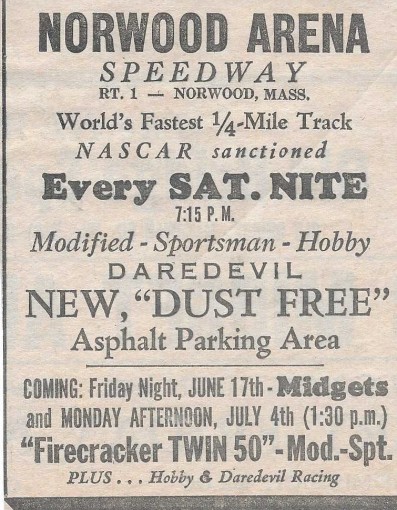 NORWOOD ARENA
SPEEDWAY
RT. 1 — NORWOOD, MASS.
World's Fastest 1/4-Mile Track
NASCAR sanctioned
Every SAT. NITE
7:15 P. M.
Modified - Sportsman - Hobby
DAREDEVIL
NEW, "DUST FREE"
Asphalt Parking Area
COMING: Friday Night, JUNE 17th - Midgets
and MONDAY AFTERNOON, JULY 4th (1:30 p.m.)
"Firecracker TWIN 50" - Mod.-Spt.
PLUS . . . Hobby & Daredevil Racing